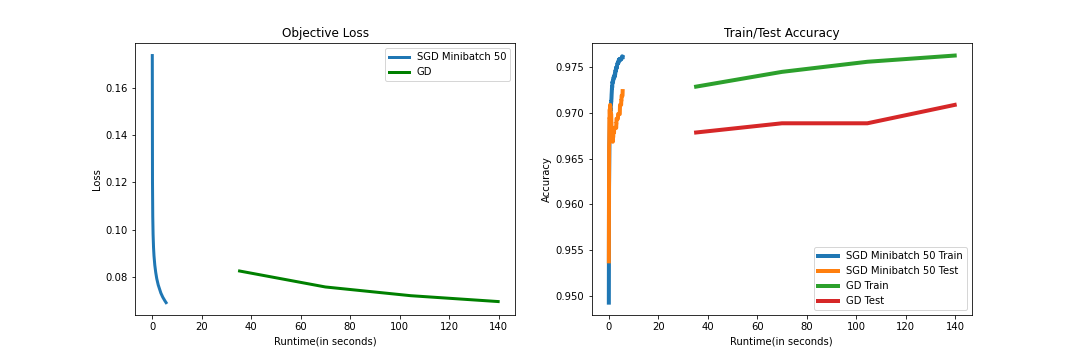 Objective Loss
Loss
0.16
0.14
0.12
0.10
0.08
0
20
40
60
80
100
120
140
Runtime(in seconds)
SGD Minibatch 50
GD
Train/Test Accuracy
Accuracy
0.975
0.970
0.965
0.960
0.955
0.950
0
20
40
60
80
100
120
140
Runtime(in seconds)
SGD Minibatch 50 Train
SGD Minibatch 50 Test
GD Train
GD Test